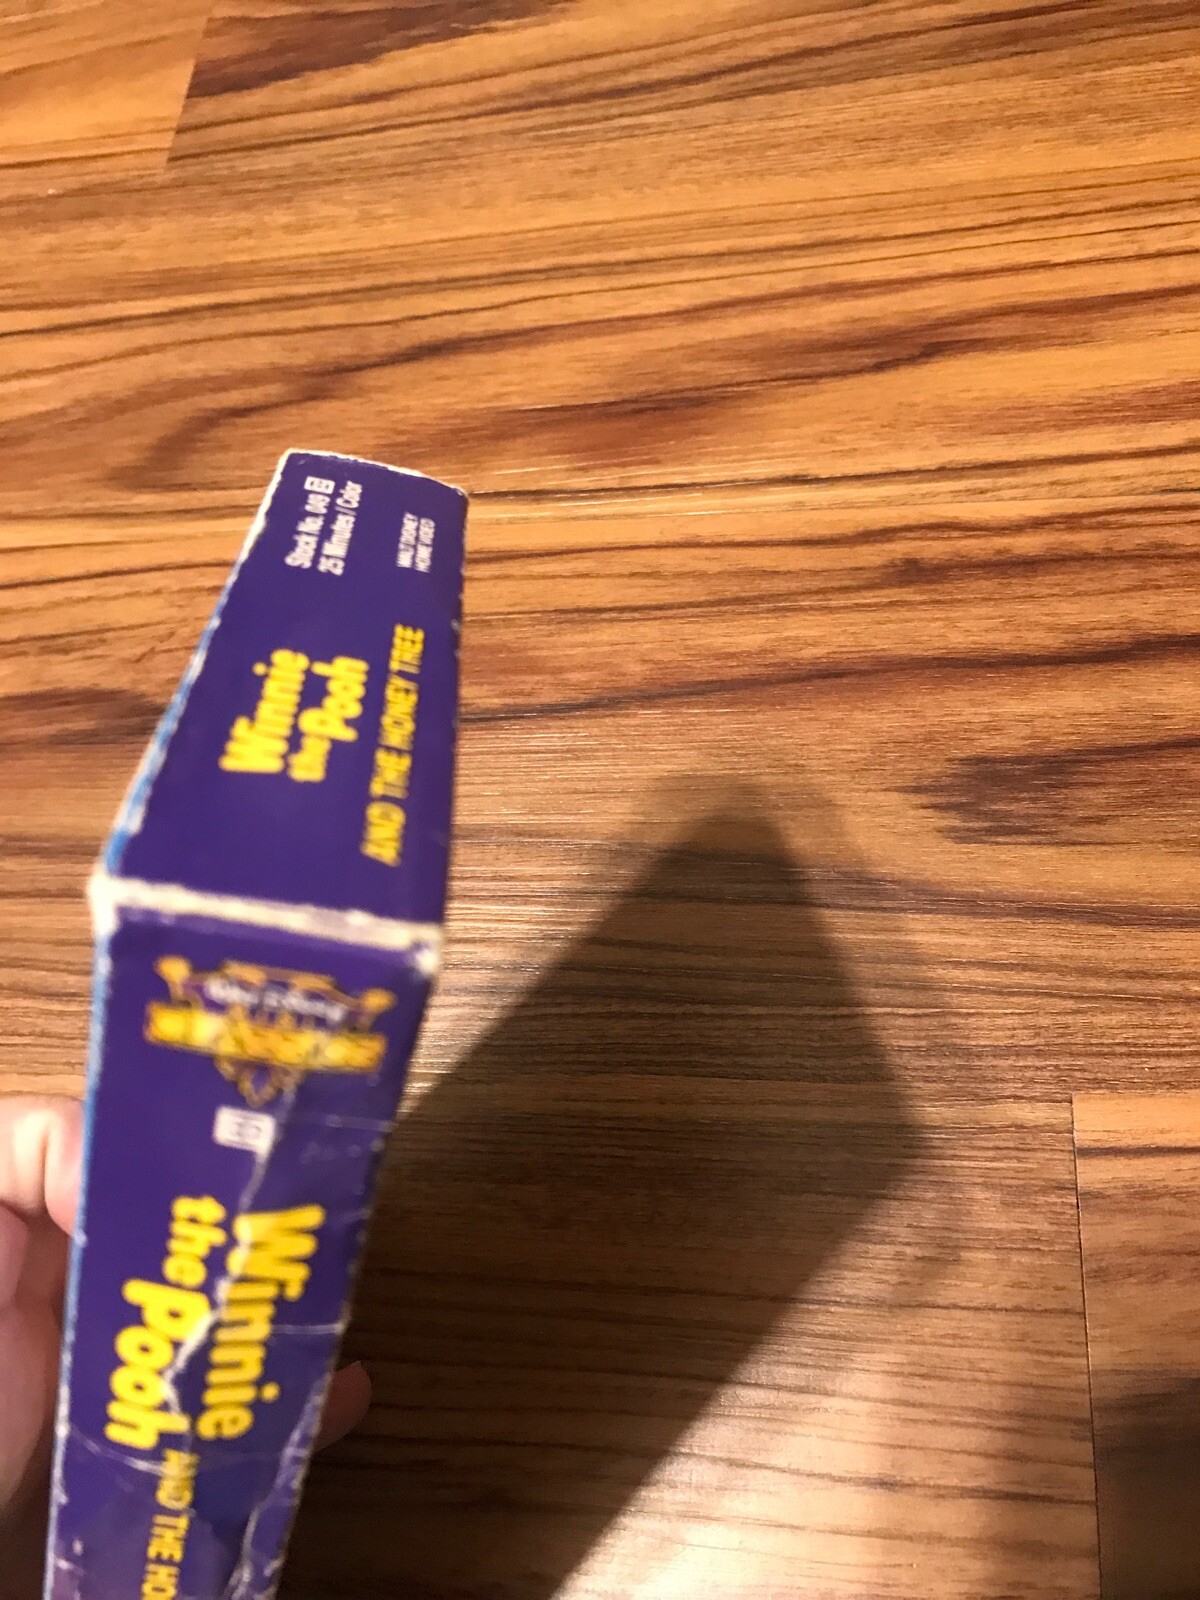 Stock No. 049
25 Minutes / Color
WALT DISNEY
HOME VIDEO
Winnie
the Pooh
AND THE HONEY TREE
Winnie
the Pooh
AND THE HO